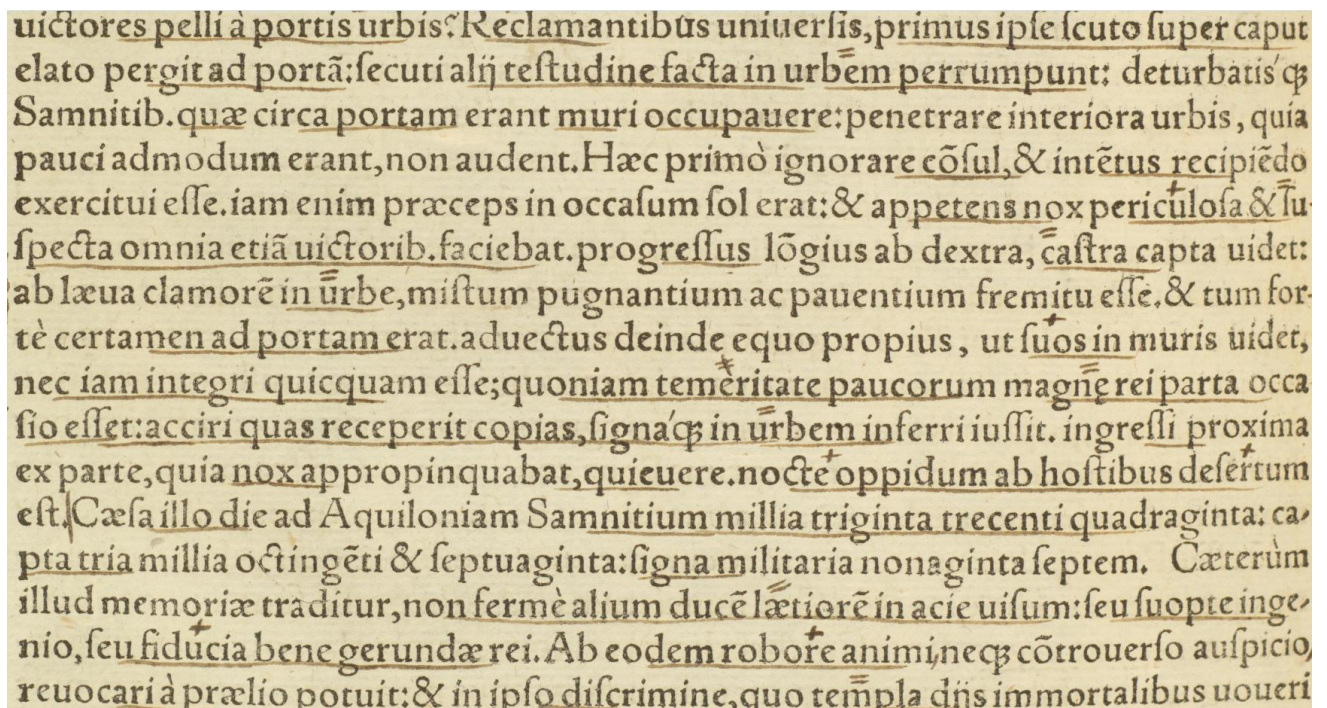 uictores pelli à portis urbis? Reclamantibus uniuersis, primus ipse scuto super caput
elato pergit ad portã: secuti alij testudine facta in urbem perrumpunt: deturbatis´qꝫ
Samnitib. quæ circa portam erant muri occupauere: penetrare interiora urbis, quia
pauci admodum erant, non audent. Hæc primò ignorare cõsul, & intẽtus recipiẽdo
exercitui esse. iam enim præceps in occasum sol erat: & appetens nox periculosa & su-
specta omnia etiã uictorib. faciebat. progressus lõgius ab dextra, castra capta uidet:
ab læua clamorẽ in urbe, mistum pugnantium ac pauentium fremitu esse. & tum for-
tè certamen ad portam erat. aduectus deinde equo propius, ut suos in muris uidet,
nec iam integri quicquam esse; quoniam temeritate paucorum magnę rei parta occa
sio esset: acciri quas receperit copias, signa´qꝫ in urbem inferri iussit. ingressi proxima
ex parte, quia nox appropinquabat, quieuere. nocte oppidum ab hostibus desertum
est. Cæsa illo die ad Aquiloniam Samnitium millia triginta trecenti quadraginta: ca-
pta tria millia octingẽti & septuaginta: signa militaria nonaginta septem. Cæterùm
illud memoriæ traditur, non fermè alium ducẽ lætiorẽ in acie uisum: seu suopte inge-
nio, seu fiducia bene gerundæ rei. Ab eodem robore animi, neqꝫ cõtrouerso auspicio,
reuocari à prælio potuit: & in ipso discrimine, quo templa dijs immortalibus uoueri